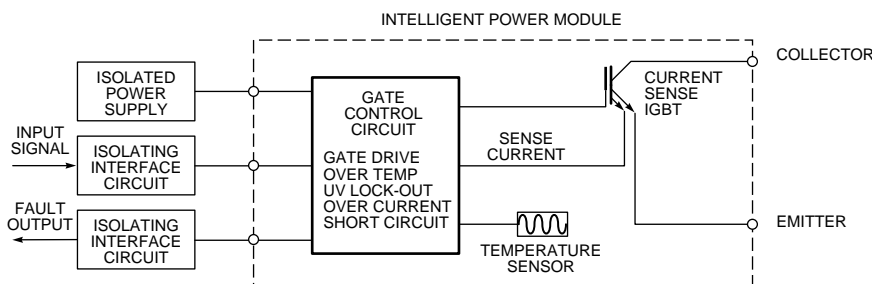 INTELLIGENT POWER MODULE
COLLECTOR
ISOLATED
POWER
SUPPLY
GATE
CONTROL
CIRCUIT
CURRENT
SENSE
IGBT
INPUT
SIGNAL
ISOLATING
INTERFACE
CIRCUIT
SENSE
CURRENT
GATE DRIVE
OVER TEMP
UV LOCK-OUT
OVER CURRENT
SHORT CIRCUIT
FAULT
OUTPUT
ISOLATING
INTERFACE
CIRCUIT
TEMPERATURE
SENSOR
EMITTER